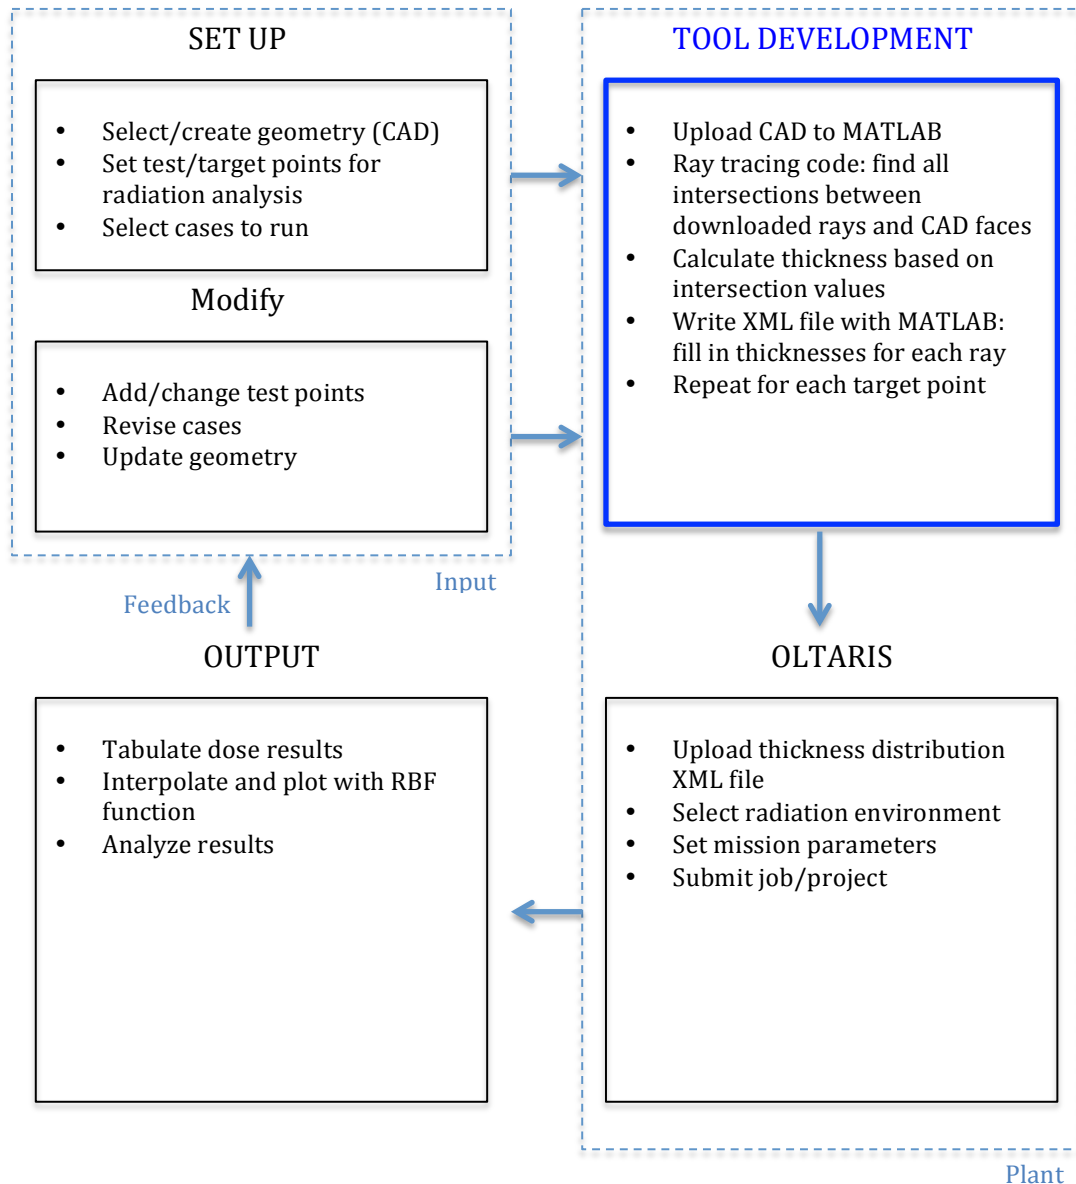 SET UP
• Select/create geometry (CAD)
• Set test/target points for
radiation analysis
• Select cases to run
Modify
• Add/change test points
• Revise cases
• Update geometry
Input
Feedback
TOOL DEVELOPMENT
• Upload CAD to MATLAB
• Ray tracing code: find all
intersections between
downloaded rays and CAD faces
• Calculate thickness based on
intersection values
• Write XML file with MATLAB:
fill in thicknesses for each ray
• Repeat for each target point
OUTPUT
• Tabulate dose results
• Interpolate and plot with RBF
function
• Analyze results
OLTARIS
• Upload thickness distribution
XML file
• Select radiation environment
• Set mission parameters
• Submit job/project
Plant